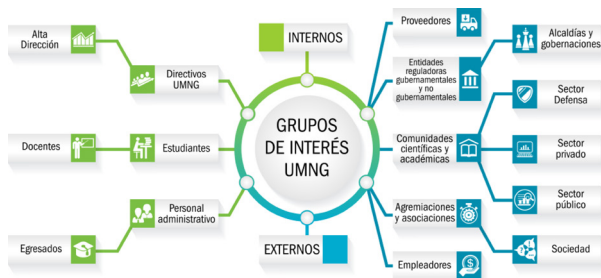 Alta
Dirección
Directivos
UMNG
Docentes
Estudiantes
Personal
administrativo
Egresados
INTERNOS
GRUPOS
DE INTERÉS
UMNG
EXTERNOS
Proveedores
Entidades
reguladoras
gubernamentales
y no
gubernamentales
Comunidades
científicas y
académicas
Agremiaciones
y asociaciones
Empleadores
Alcaldías y
gobernaciones
Sector
Defensa
Sector
privado
Sector
público
Sociedad